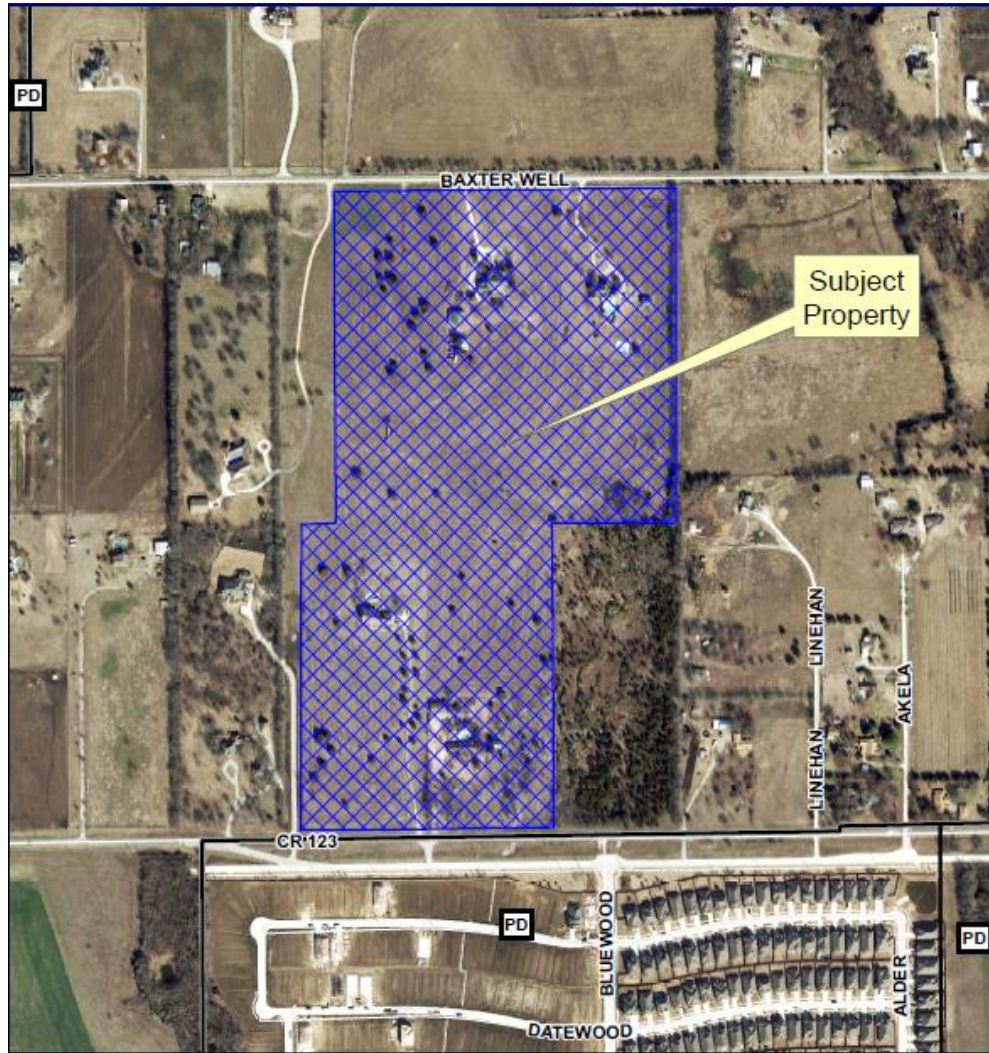 PD
BAXTER WELL
Subject
Property
LINEHAN
AKELA
LINEHAN
CR 123
PD
BLUEWOOD
PD
ALDER
DATEWOOD